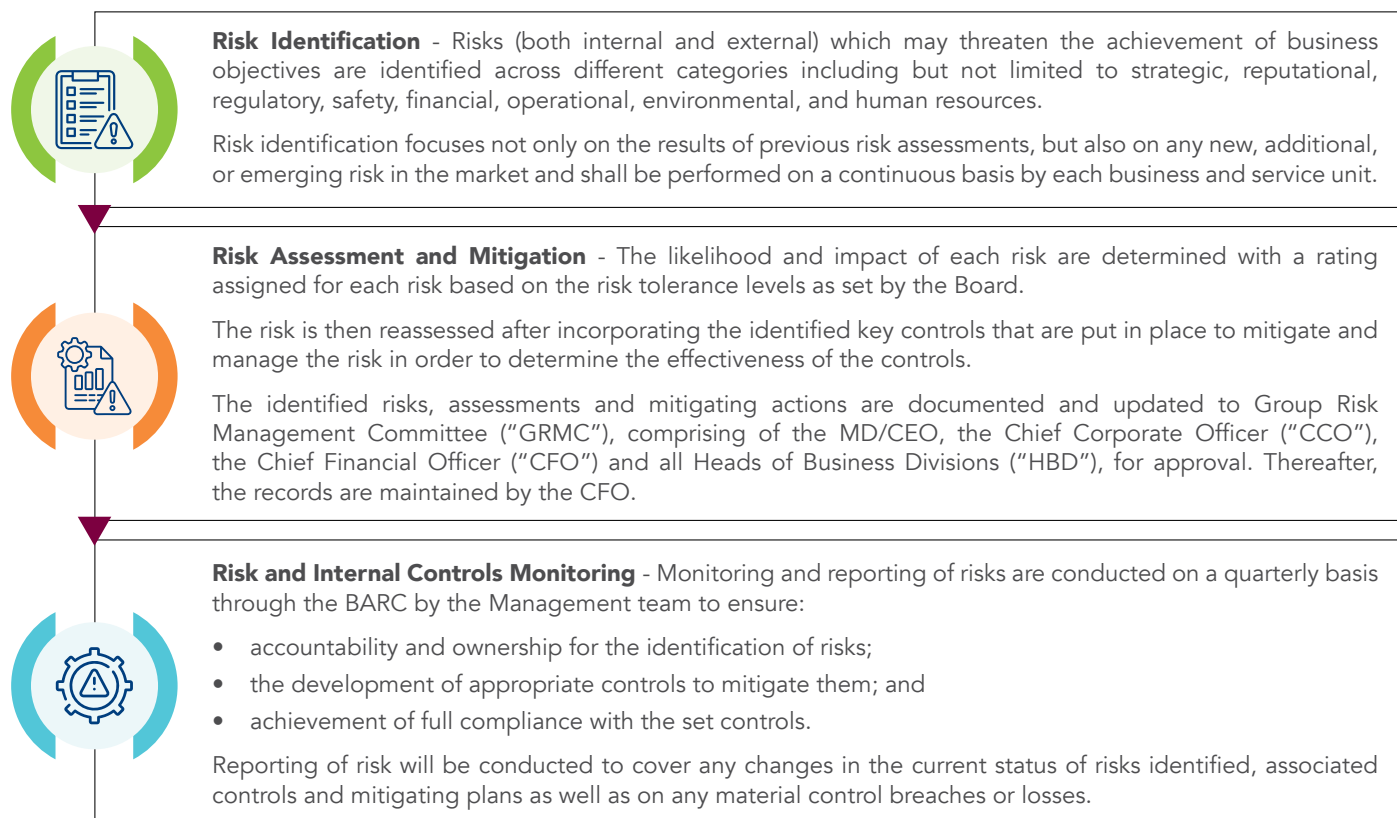 Risk Identification - Risks (both internal and external) which may threaten the achievement of business
objectives are identified across different categories including but not limited to strategic, reputational,
regulatory, safety, financial, operational, environmental, and human resources.
Risk identification focuses not only on the results of previous risk assessments, but also on any new, additional,
or emerging risk in the market and shall be performed on a continuous basis by each business and service unit.
Risk Assessment and Mitigation - The likelihood and impact of each risk are determined with a rating
assigned for each risk based on the risk tolerance levels as set by the Board.
The risk is then reassessed after incorporating the identified key controls that are put in place to mitigate and
manage the risk in order to determine the effectiveness of the controls.
The identified risks, assessments and mitigating actions are documented and updated to Group Risk
Management Committee (“GRMC”), comprising of the MD/CEO, the Chief Corporate Officer (“CCO”),
the Chief Financial Officer (“CFO”) and all Heads of Business Divisions (“HBD”), for approval. Thereafter,
the records are maintained by the CFO.
Risk and Internal Controls Monitoring - Monitoring and reporting of risks are conducted on a quarterly basis
through the BARC by the Management team to ensure:
• accountability and ownership for the identification of risks;
• the development of appropriate controls to mitigate them; and
• achievement of full compliance with the set controls.
Reporting of risk will be conducted to cover any changes in the current status of risks identified, associated
controls and mitigating plans as well as on any material control breaches or losses.